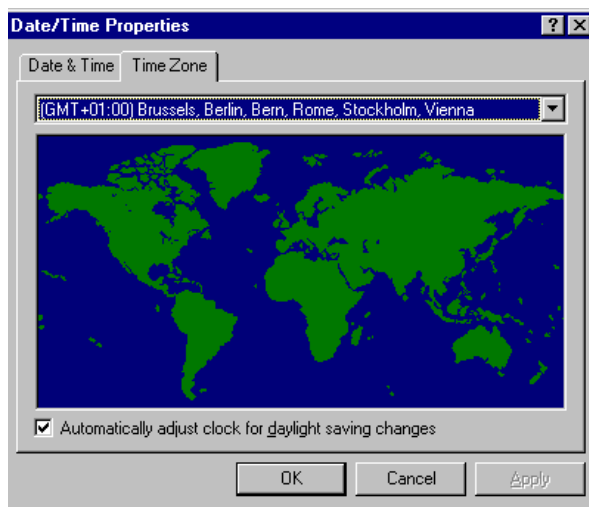 Date/Time Properties
Date & Time Time Zone
(GMT+01:00) Brussels, Berlin, Bern, Rome, Stockholm, Vienna
Automatically adjust clock for daylight saving changes
OK Cancel Apply